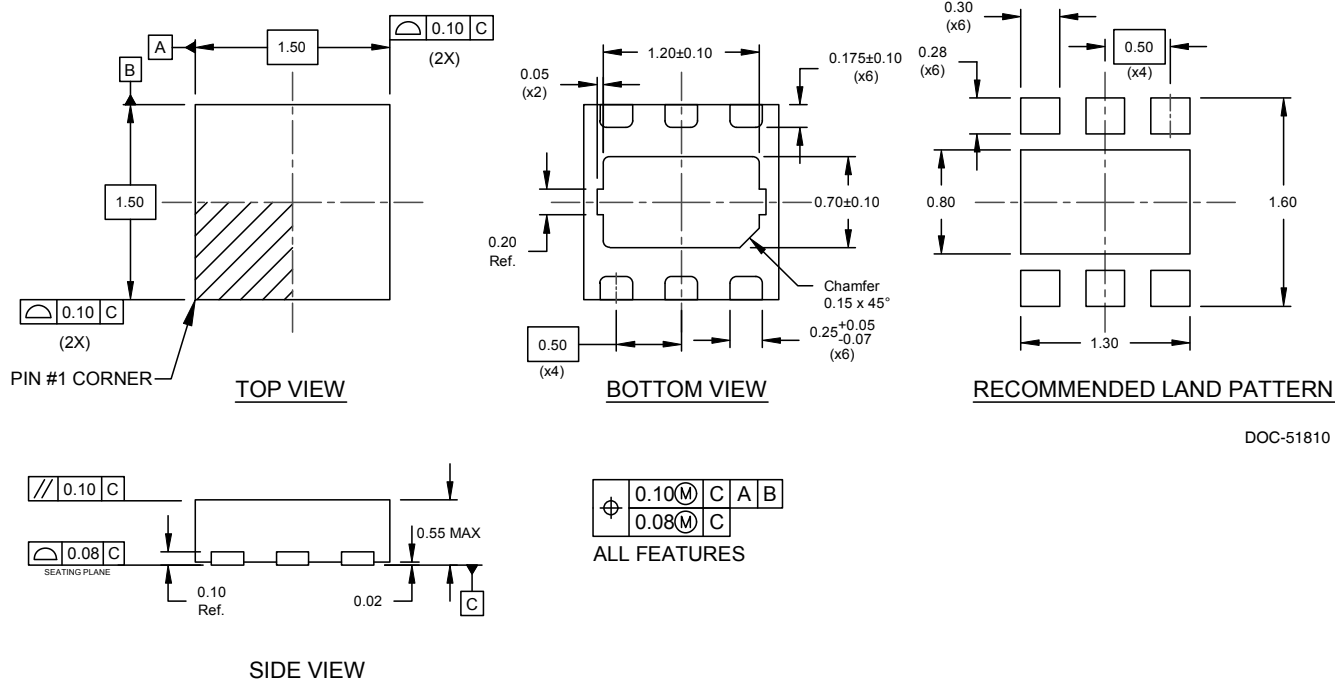 A
1.50
⌓ 0.10 C
(2X)
B
1.50
⌓ 0.10 C
(2X)
PIN #1 CORNER
TOP VIEW
1.20±0.10
0.05
(x2)
0.175±0.10
(x6)
0.70±0.10
0.20
Ref.
Chamfer
0.15 x 45°
0.25+0.05
-0.07
(x6)
0.50
(x4)
BOTTOM VIEW
0.30
(x6)
0.28
(x6)
0.50
(x4)
0.80
1.60
1.30
RECOMMENDED LAND PATTERN
DOC-51810
// 0.10 C
0.55 MAX
⌓ 0.08 C
SEATING PLANE
0.10
Ref.
0.02
C
SIDE VIEW
⌖ 0.10Ⓜ C A B
0.08Ⓜ C
ALL FEATURES